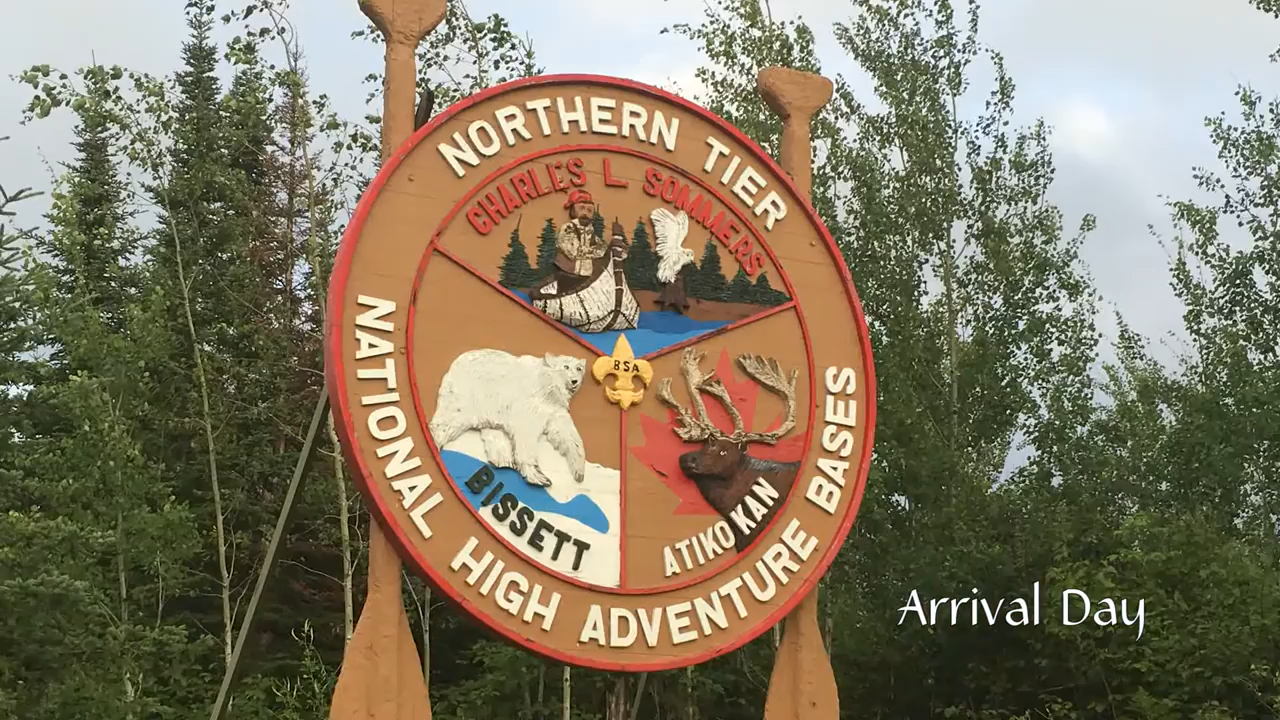 NORTHERN TIER
CHARLES L SOMMERS
BSA
BISSETT
ATIKOKAN
NATIONAL HIGH ADVENTURE BASES
Arrival Day